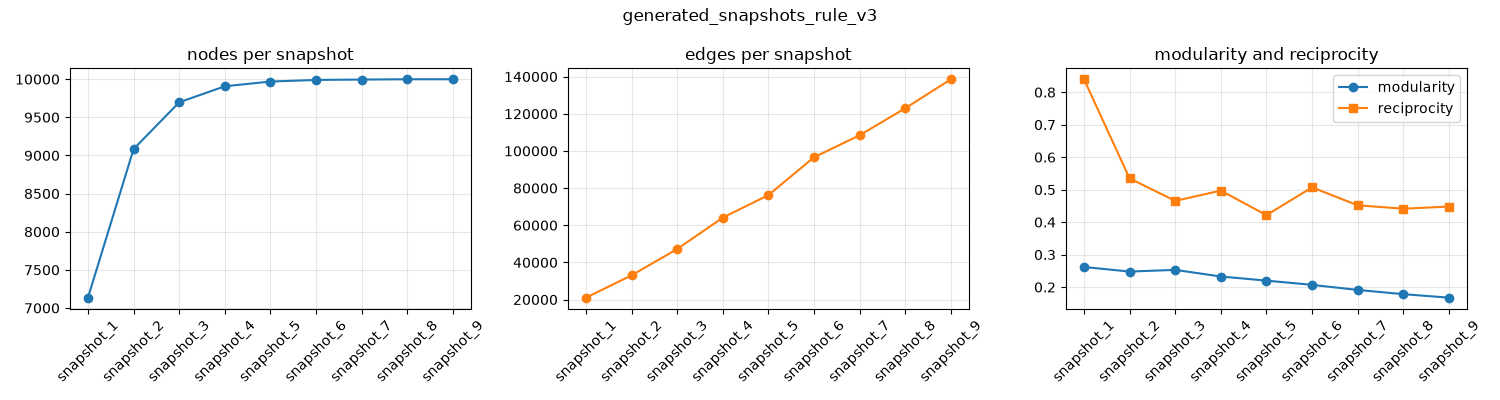 generated_snapshots_rule_v3
nodes per snapshot
10000
9500
9000
8500
8000
7500
7000
snapshot_1
snapshot_2
snapshot_3
snapshot_4
snapshot_5
snapshot_6
snapshot_7
snapshot_8
snapshot_9
edges per snapshot
140000
120000
100000
80000
60000
40000
20000
snapshot_1
snapshot_2
snapshot_3
snapshot_4
snapshot_5
snapshot_6
snapshot_7
snapshot_8
snapshot_9
modularity and reciprocity
modularity
reciprocity
0.8
0.7
0.6
0.5
0.4
0.3
0.2
snapshot_1
snapshot_2
snapshot_3
snapshot_4
snapshot_5
snapshot_6
snapshot_7
snapshot_8
snapshot_9